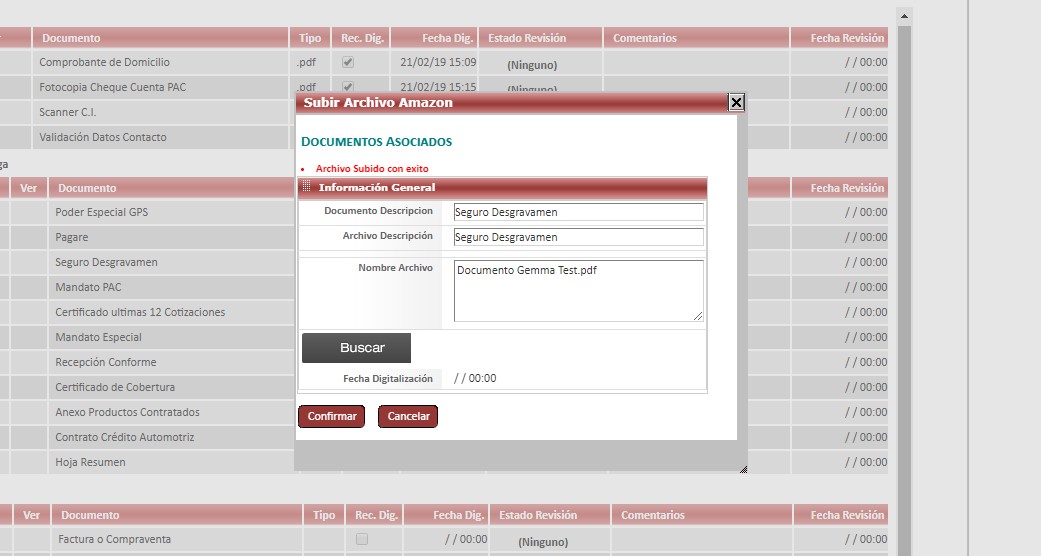 Documento Tipo Rec. Dig. Fecha Dig. Estado Revisión Comentarios Fecha Revisión
Comprobante de Domicilio .pdf 21/02/19 15:09 (Ninguno) / / 00:00
Fotocopia Cheque Cuenta PAC .pdf 21/02/19 15:15 (Ninguno) / / 00:00
Scanner C.I. / / 00:00
Validación Datos Contacto / / 00:00
ga
Ver Documento Fecha Revisión
Poder Especial GPS / / 00:00
Pagare / / 00:00
Seguro Desgravamen / / 00:00
Mandato PAC / / 00:00
Certificado ultimas 12 Cotizaciones / / 00:00
Mandato Especial / / 00:00
Recepción Conforme / / 00:00
Certificado de Cobertura / / 00:00
Anexo Productos Contratados / / 00:00
Contrato Crédito Automotriz / / 00:00
Hoja Resumen / / 00:00
Subir Archivo Amazon
DOCUMENTOS ASOCIADOS
• Archivo Subido con exito
Información General
Documento Descripcion Seguro Desgravamen
Archivo Descripción Seguro Desgravamen
Nombre Archivo Documento Gemma Test.pdf
Buscar
Fecha Digitalización / / 00:00
Confirmar Cancelar
Ver Documento Tipo Rec. Dig. Fecha Dig. Estado Revisión Comentarios Fecha Revisión
Factura o Compraventa / / 00:00 (Ninguno) / / 00:00